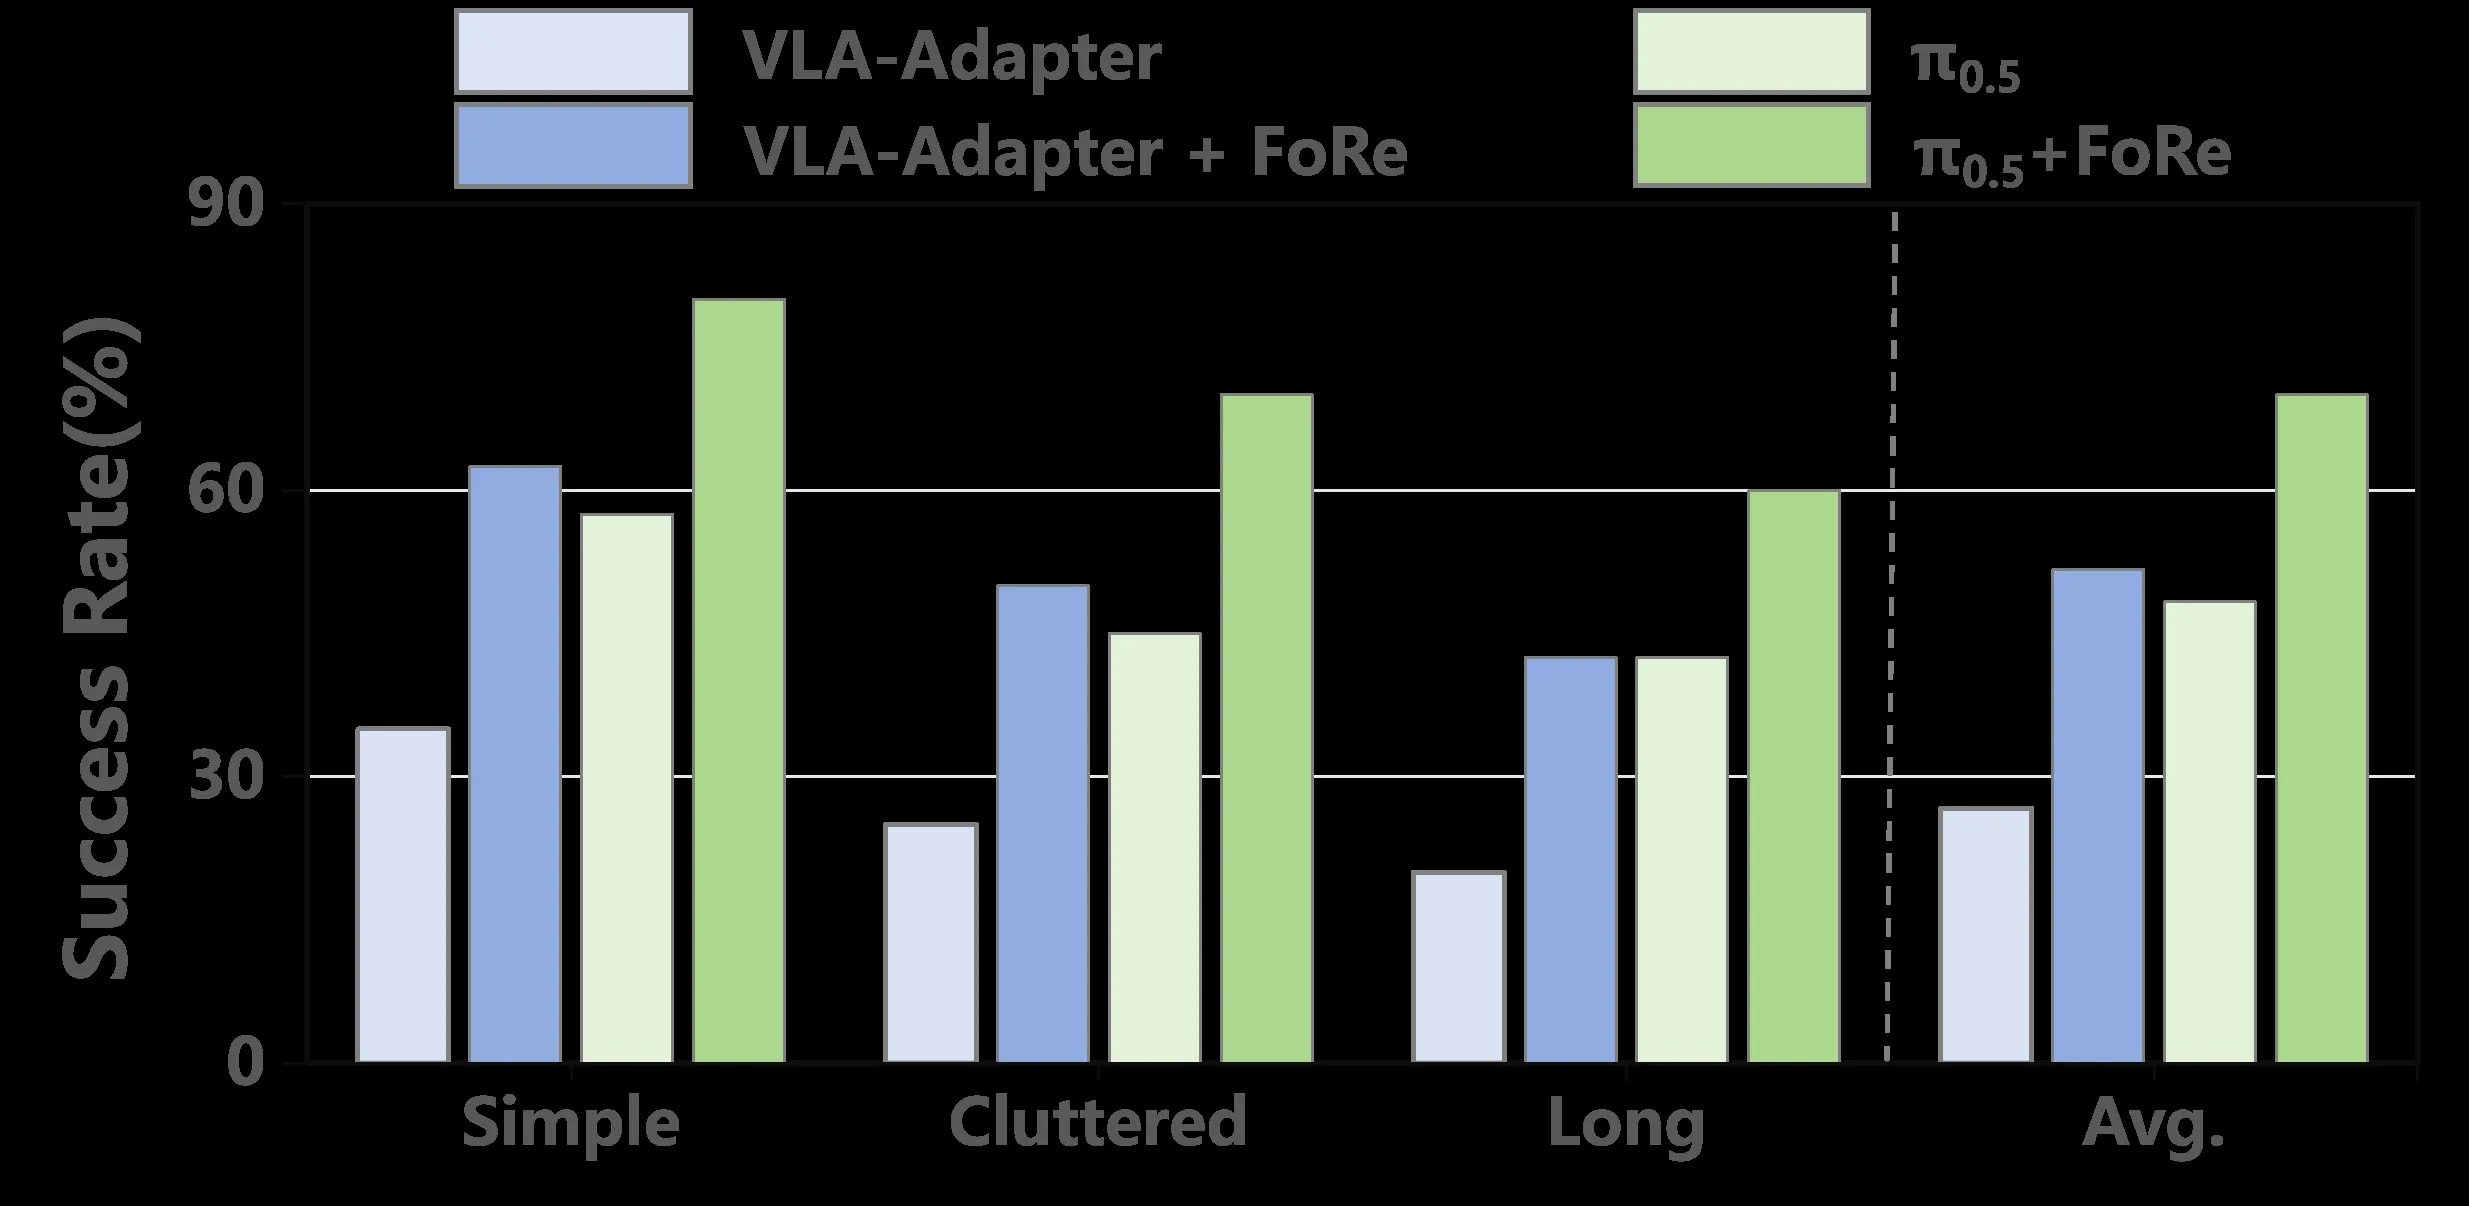 VLA-Adapter
π0.5
VLA-Adapter + FoRe
π0.5+FoRe
Success Rate(%)
90
60
30
0
Simple
Cluttered
Long
Avg.